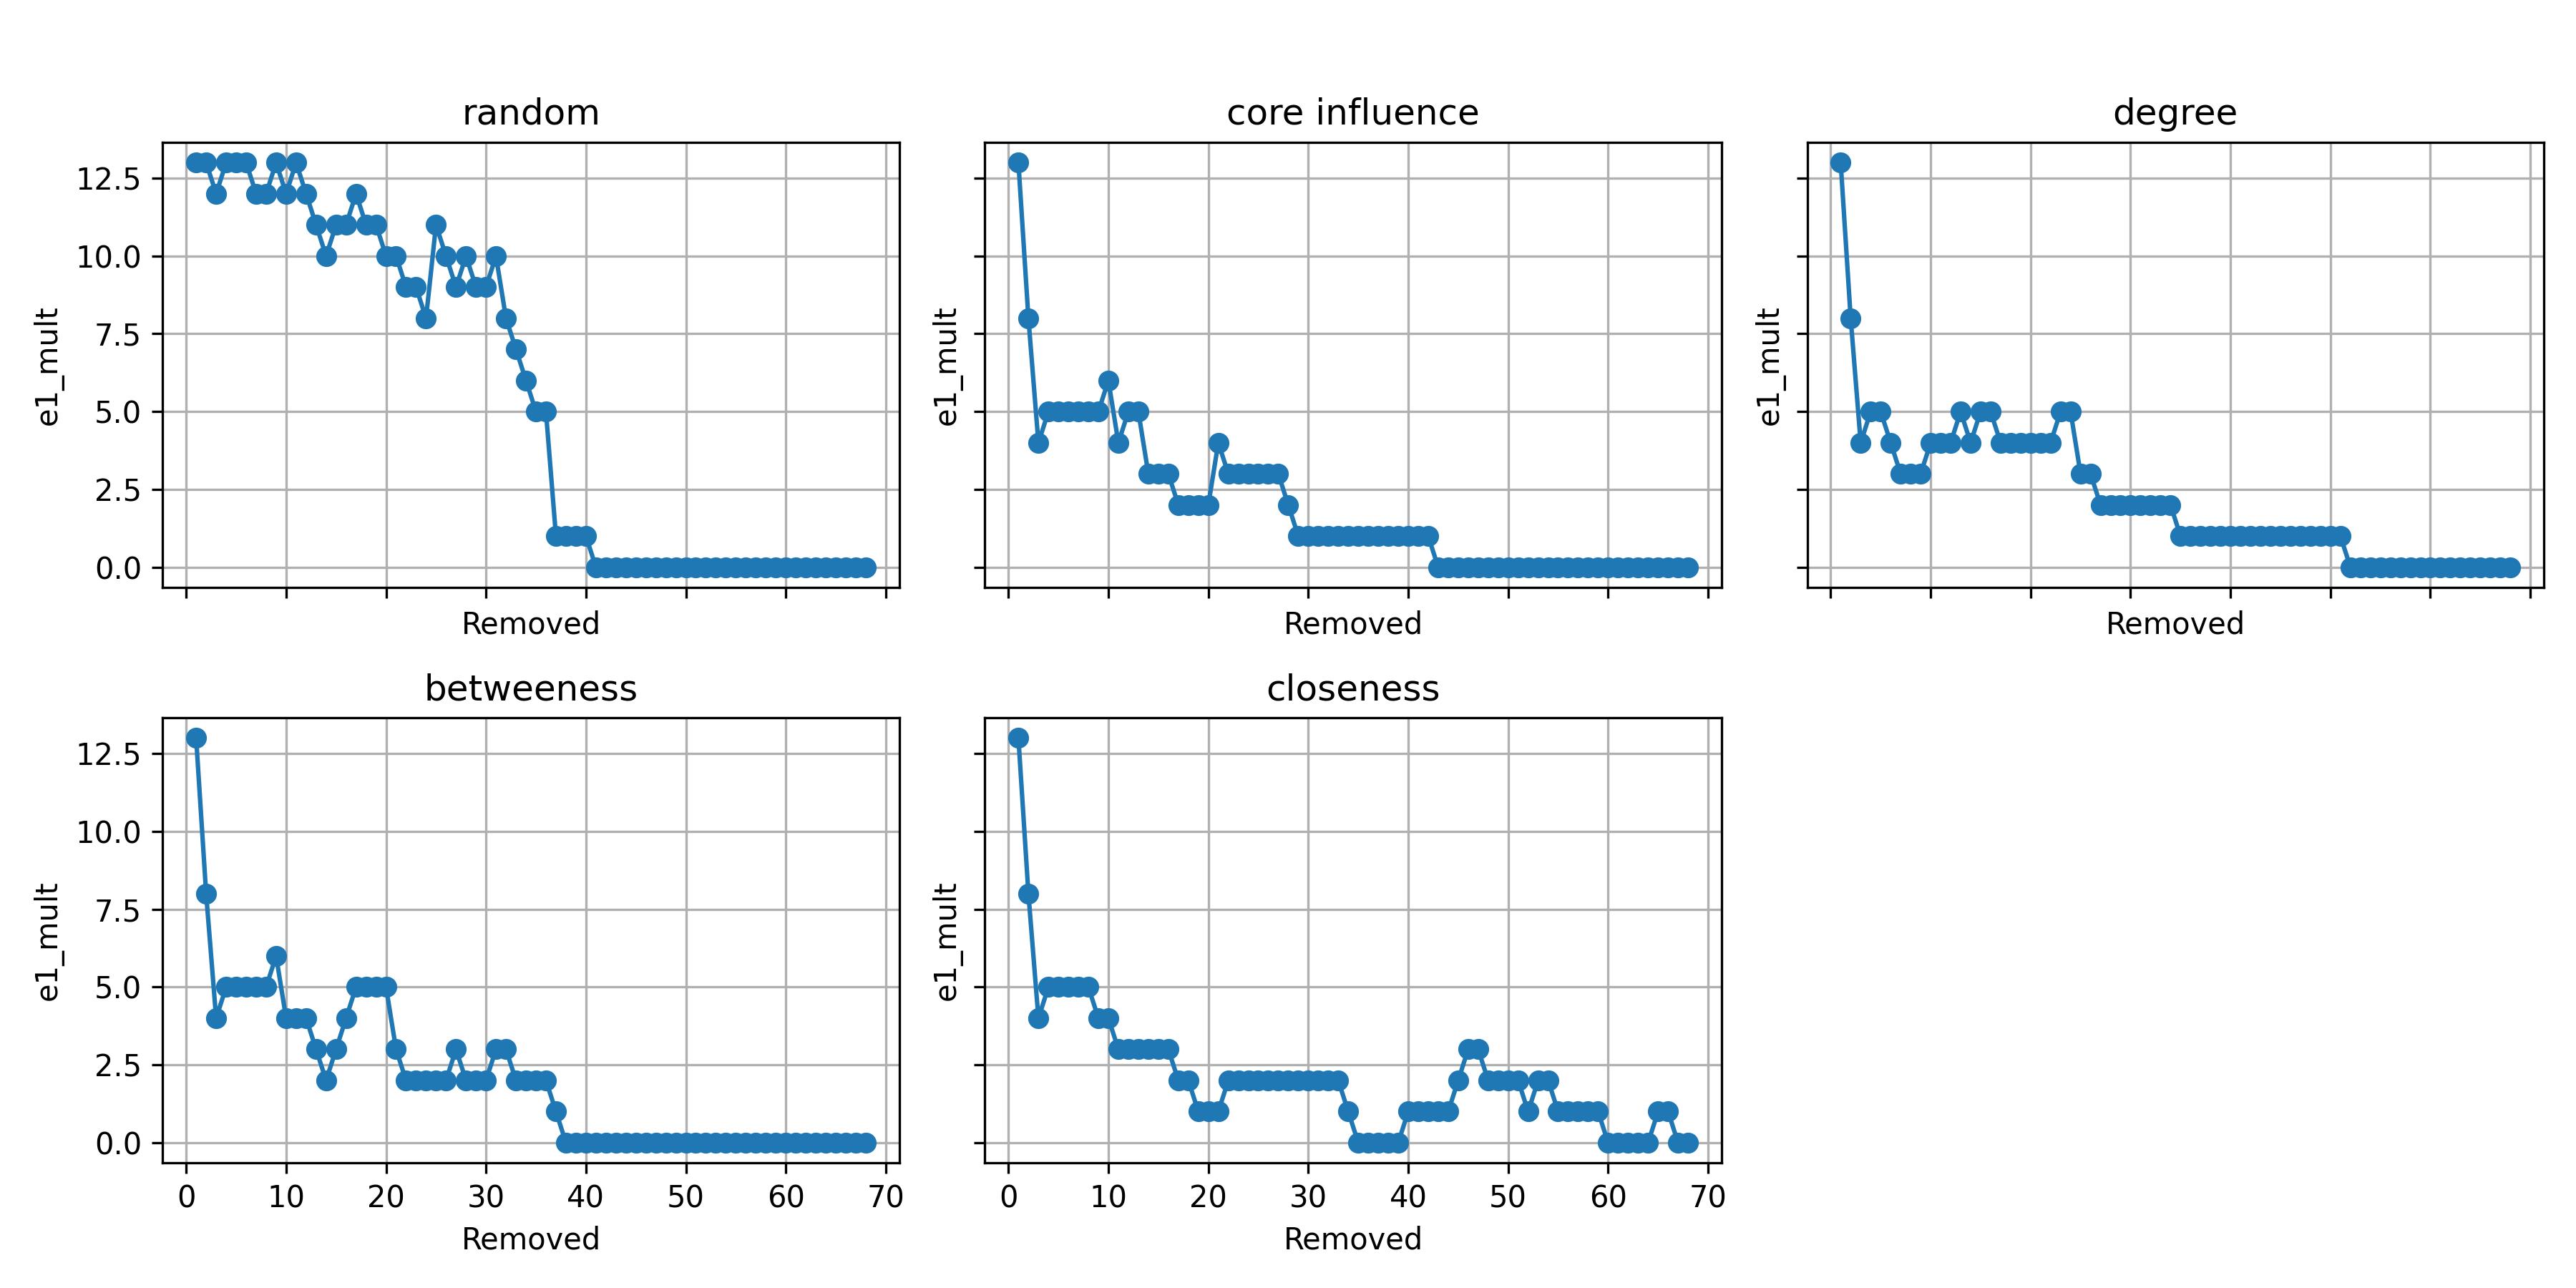 random
core influence
degree
12.5
10.0
7.5
5.0
2.5
0.0
e1_mult
e1_mult
e1_mult
Removed
Removed
Removed
betweeness
closeness
12.5
10.0
7.5
5.0
2.5
0.0
e1_mult
e1_mult
0 10 20 30 40 50 60 70
0 10 20 30 40 50 60 70
Removed
Removed